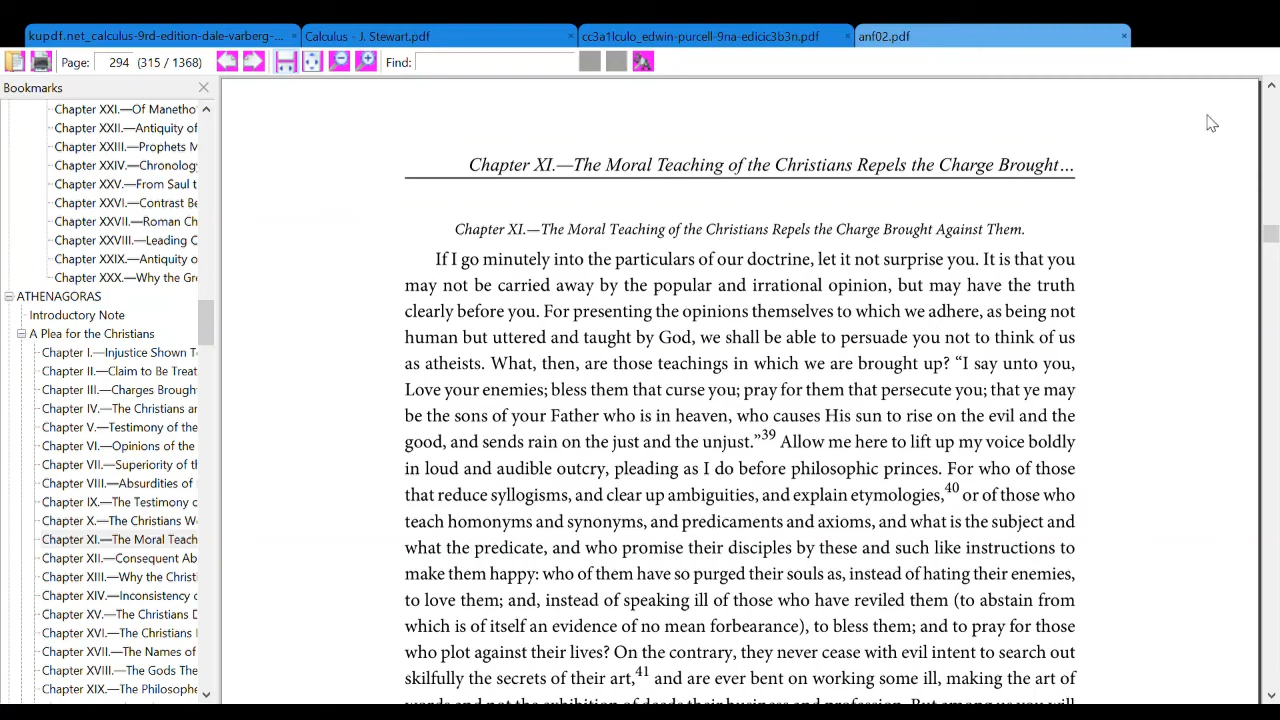 kupdf.net_calculus-9rd-edition-dale-varberg-...
Calculus - J. Stewart.pdf
cc3a1lculo_edwin-purcell-9na-edicic3b3n.pdf
anf02.pdf
Page: 294 (315 / 1368)
Find:
Bookmarks
Chapter XXI.—Of Manetho
Chapter XXII.—Antiquity of
Chapter XXIII.—Prophets M
Chapter XXIV.—Chronology
Chapter XXV.—From Saul t
Chapter XXVI.—Contrast Be
Chapter XXVII.—Roman Ch
Chapter XXVIII.—Leading C
Chapter XXIX.—Antiquity o
Chapter XXX.—Why the Gre
ATHENAGORAS
Introductory Note
A Plea for the Christians
Chapter I.—Injustice Shown T
Chapter II.—Claim to Be Treat
Chapter III.—Charges Brough
Chapter IV.—The Christians ar
Chapter V.—Testimony of the
Chapter VI.—Opinions of the
Chapter VII.—Superiority of th
Chapter VIII.—Absurdities of
Chapter IX.—The Testimony o
Chapter X.—The Christians W
Chapter XI.—The Moral Teach
Chapter XII.—Consequent Ab
Chapter XIII.—Why the Christi
Chapter XIV.—Inconsistency o
Chapter XV.—The Christians D
Chapter XVI.—The Christians I
Chapter XVII.—The Names of
Chapter XVIII.—The Gods The
Chapter XIX.—The Philosophe
Chapter XI.—The Moral Teaching of the Christians Repels the Charge Brought…
Chapter XI.—The Moral Teaching of the Christians Repels the Charge Brought Against Them.
If I go minutely into the particulars of our doctrine, let it not surprise you. It is that you
may not be carried away by the popular and irrational opinion, but may have the truth
clearly before you. For presenting the opinions themselves to which we adhere, as being not
human but uttered and taught by God, we shall be able to persuade you not to think of us
as atheists. What, then, are those teachings in which we are brought up? “I say unto you,
Love your enemies; bless them that curse you; pray for them that persecute you; that ye may
be the sons of your Father who is in heaven, who causes His sun to rise on the evil and the
good, and sends rain on the just and the unjust.”39 Allow me here to lift up my voice boldly
in loud and audible outcry, pleading as I do before philosophic princes. For who of those
that reduce syllogisms, and clear up ambiguities, and explain etymologies,40 or of those who
teach homonyms and synonyms, and predicaments and axioms, and what is the subject and
what the predicate, and who promise their disciples by these and such like instructions to
make them happy: who of them have so purged their souls as, instead of hating their enemies,
to love them; and, instead of speaking ill of those who have reviled them (to abstain from
which is of itself an evidence of no mean forbearance), to bless them; and to pray for those
who plot against their lives? On the contrary, they never cease with evil intent to search out
skilfully the secrets of their art,41 and are ever bent on working some ill, making the art of
words and not the exhibition of deeds their business and profession. But among us you will